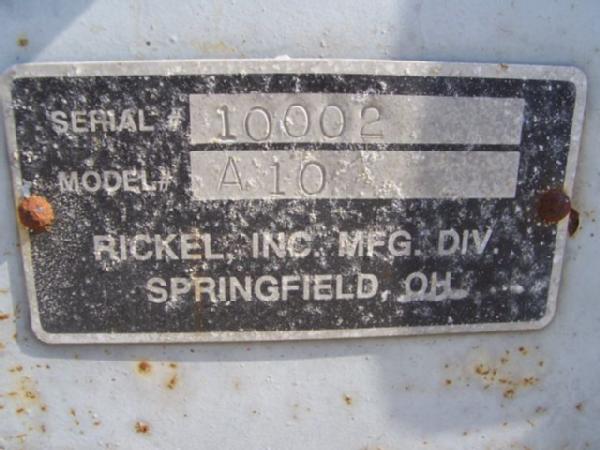 SERIAL # 10002
MODEL# A 10
RICKEL, INC. MFG. DIV.
SPRINGFIELD, OH